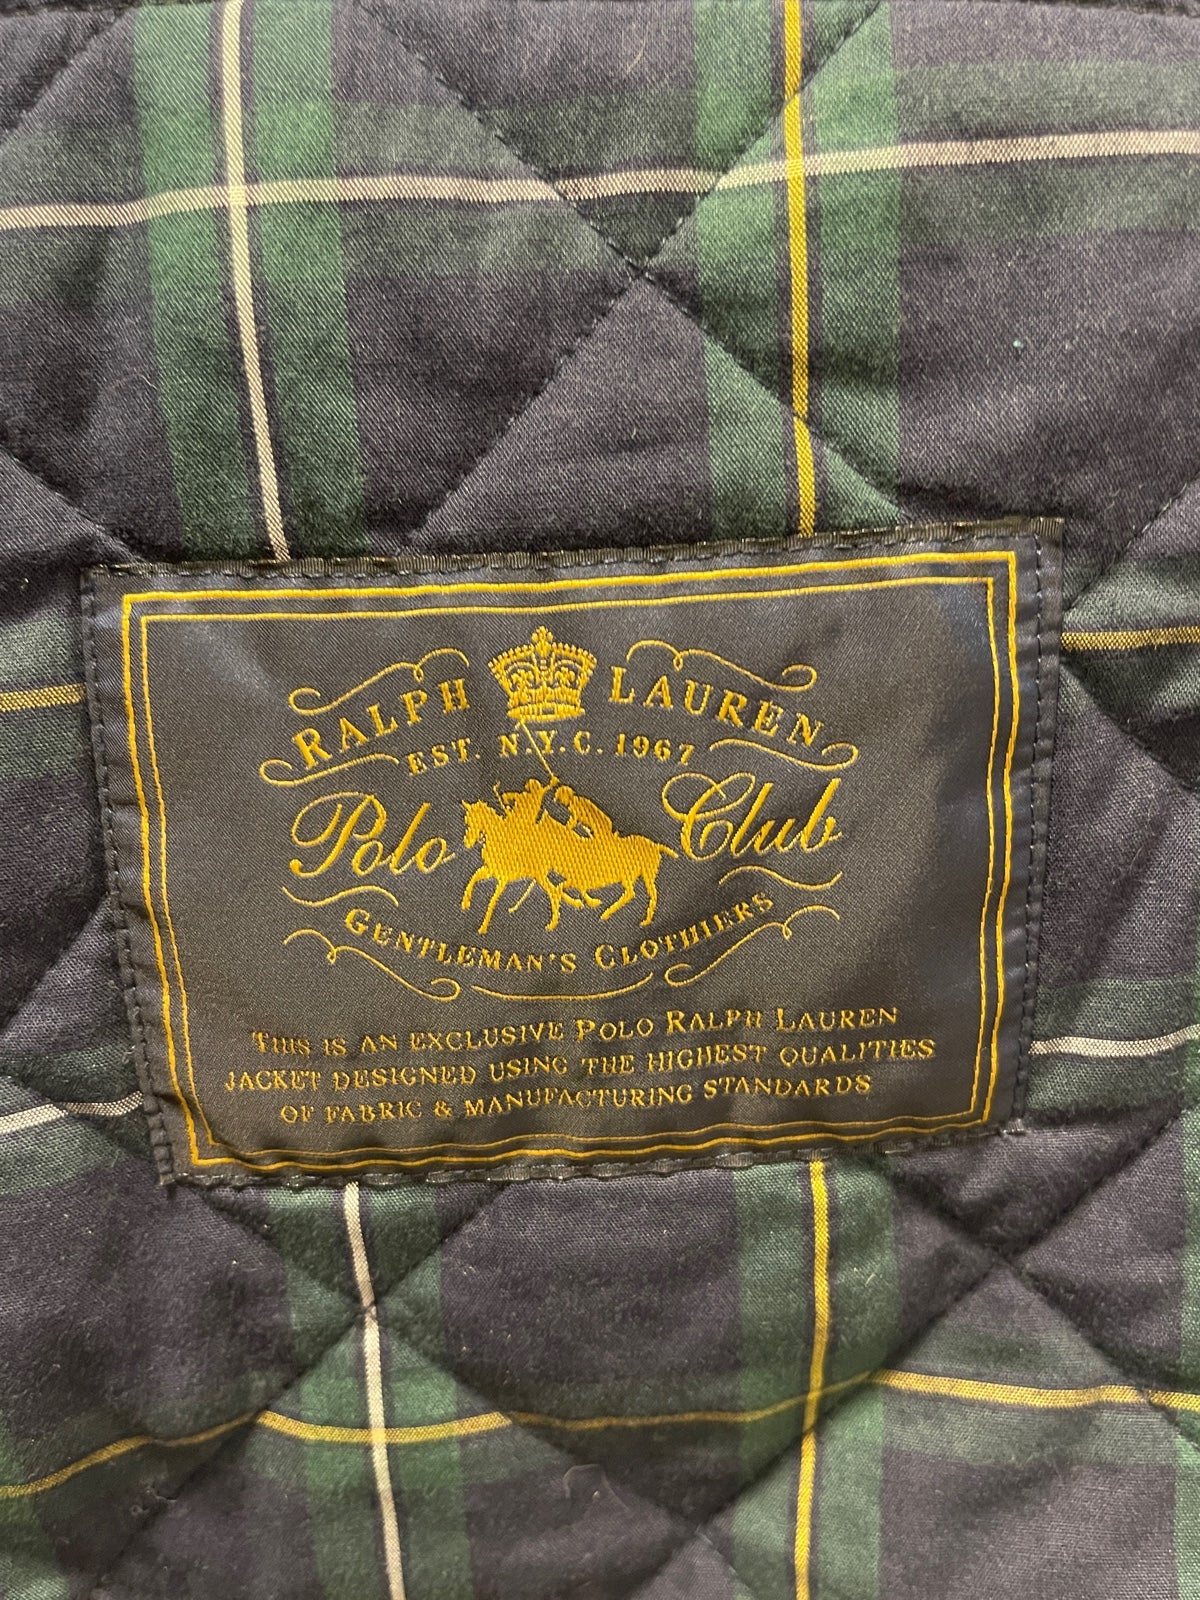 RALPH LAUREN
EST. N.Y.C. 1967
Polo Club
GENTLEMAN'S CLOTHIERS
THIS IS AN EXCLUSIVE POLO RALPH LAUREN
JACKET DESIGNED USING THE HIGHEST QUALITIES
OF FABRIC & MANUFACTURING STANDARDS